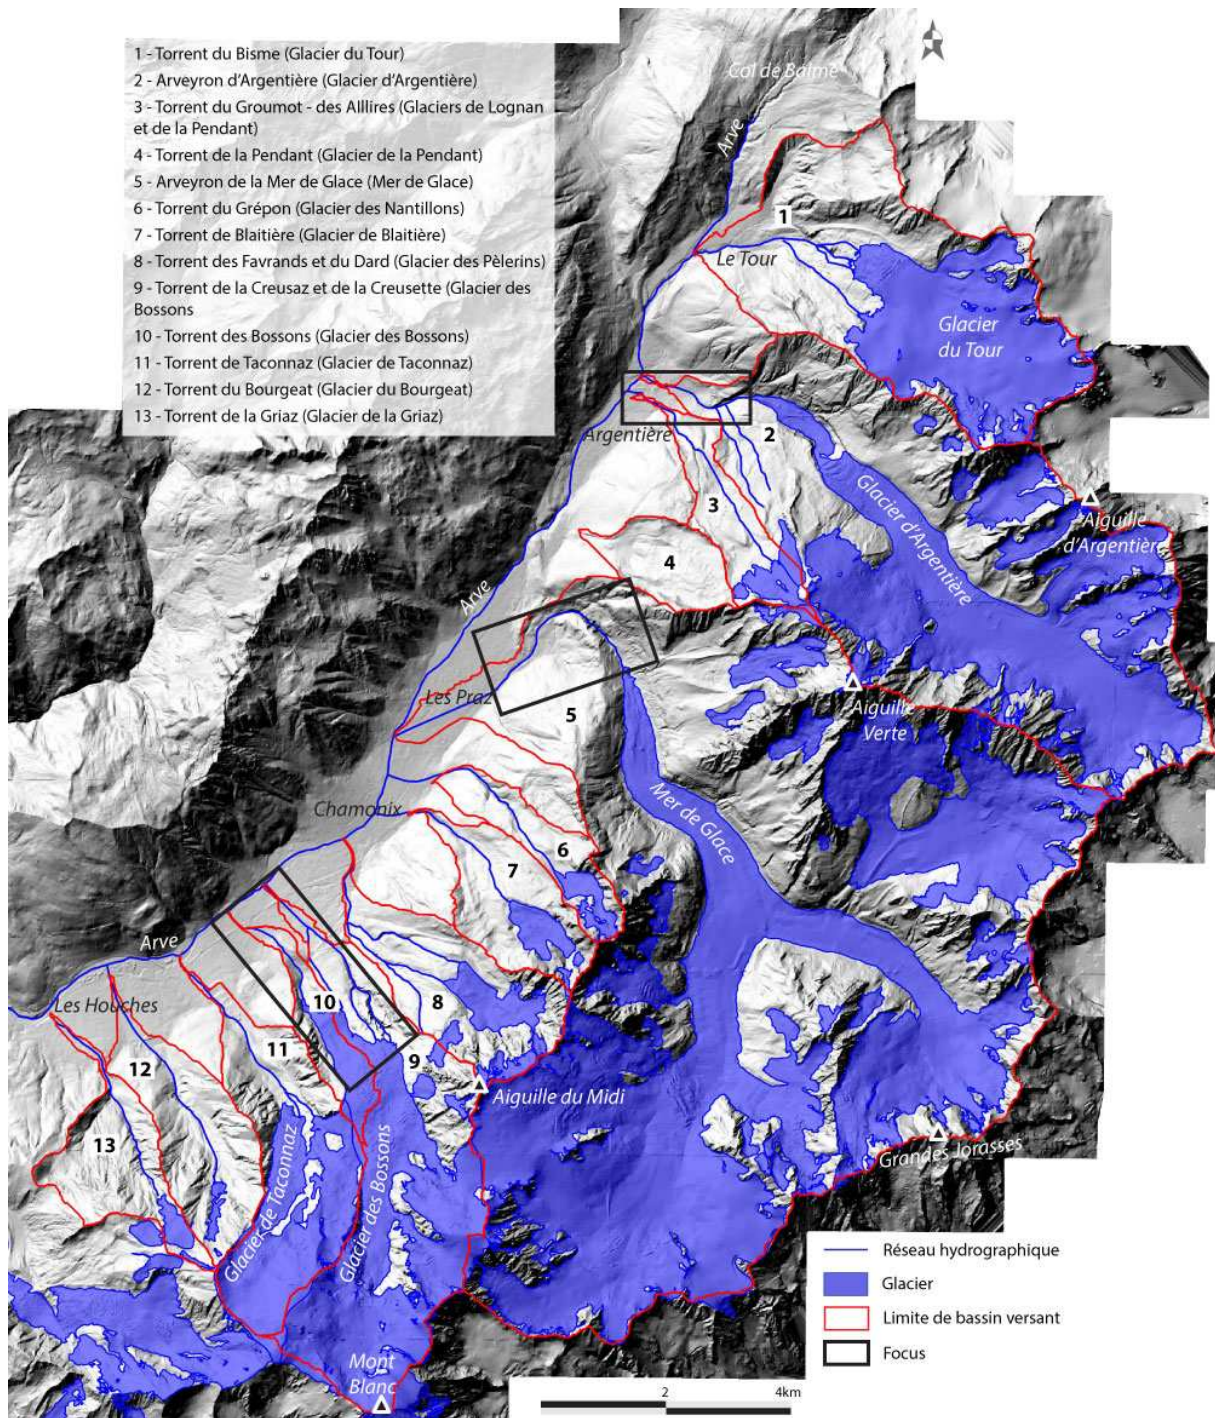 1 - Torrent du Bisme (Glacier du Tour)
2 - Arveyron d'Argentière (Glacier d'Argentière)
3 - Torrent du Groumot - des Alllires (Glaciers de Lognan
et de la Pendant)
4 - Torrent de la Pendant (Glacier de la Pendant)
5 - Arveyron de la Mer de Glace (Mer de Glace)
6 - Torrent du Grépon (Glacier des Nantillons)
7 - Torrent de Blaitière (Glacier de Blaitière)
8 - Torrent des Favrands et du Dard (Glacier des Pèlerins)
9 - Torrent de la Creusaz et de la Creusette (Glacier des
Bossons
10 - Torrent des Bossons (Glacier des Bossons)
11 - Torrent de Taconnaz (Glacier de Taconnaz)
12 - Torrent du Bourgeat (Glacier du Bourgeat)
13 - Torrent de la Griaz (Glacier de la Griaz)
Col de Balme
Arve
1
Le Tour
Glacier
du Tour
Argentière
2
Glacier d'Argentière
Aiguille
d'Argentière
3
4
Arve
Les Praz
5
Aiguille
Verte
Mer de Glace
Chamonix
6
7
Arve
Les Houches
10
8
11
9
12
Aiguille du Midi
13
Glacier de Taconnaz
Glacier des Bossons
Grandes Jorasses
Mont
Blanc
Réseau hydrographique
Glacier
Limite de bassin versant
Focus
2
4km